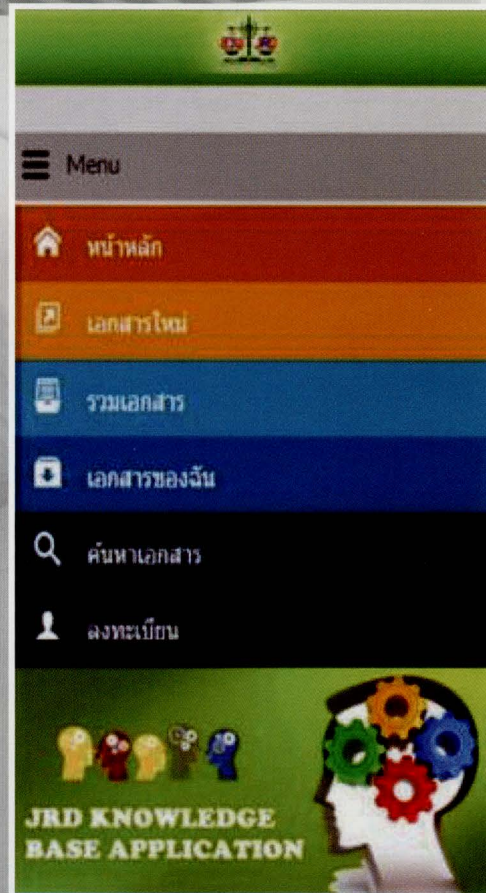 Menu
หน้าหลัก
เอกสารใหม่
รวมเอกสาร
เอกสารของฉัน
ค้นหาเอกสาร
ลงทะเบียน
JRD KNOWLEDGE
BASE APPLICATION